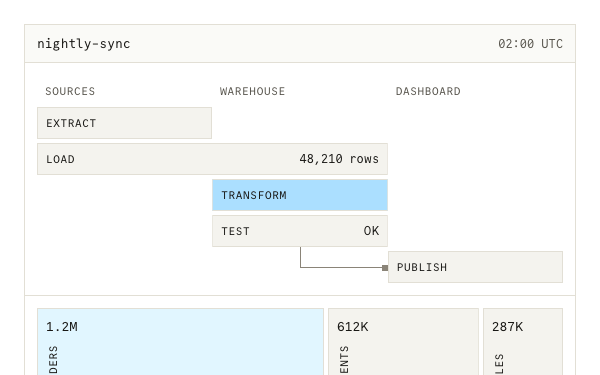 nightly-sync 02:00 UTC
SOURCES WAREHOUSE DASHBOARD
EXTRACT
LOAD 48,210 rows
TRANSFORM
TEST OK
PUBLISH
1.2M 612K 287K